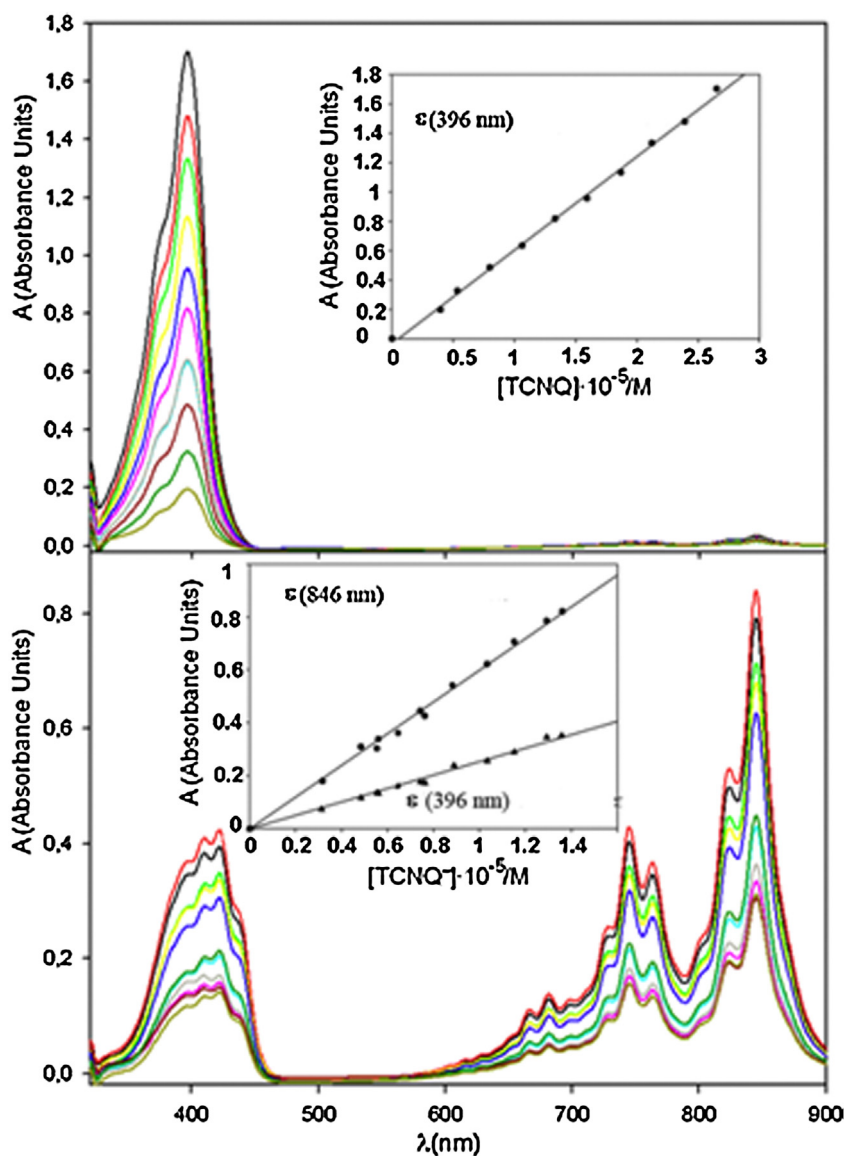 A (Absorbance Units)
1.8
1.6
1.4
1.2
1.0
0.8
0,6
0.4
0.2
0.0
ε(396 nm)
A (Absorbance Units)
1.8
1.6
1.4
1.2
1
0.8
0.6
0.4
0.2
0
0 0.5 1 1.5 2 2.5 3
[TCNQ]·10⁻⁵/M
A (Absorbance Units)
0.8
0.6
0.4
0.2
0.0
ε(846 nm)
A (Absorbance Units)
1
0.8
0.6
0.4
0.2
0
ε (396 nm)
0 0.2 0.4 0.6 0.8 1 1.2 1.4
[TCNQ⁻]·10⁻⁵/M
400 500 600 700 800 900
λ(nm)